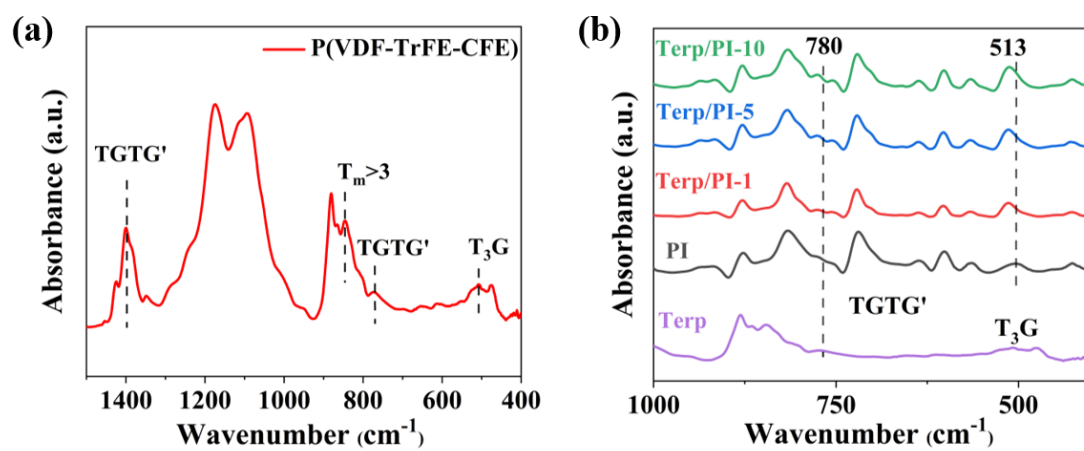 (a)
P(VDF-TrFE-CFE)
TGTG'
Tₘ>3
TGTG'
T₃G
Absorbance (a.u.)
1400 1200 1000 800 600 400
Wavenumber (cm⁻¹)
(b)
Terp/PI-10
780
513
Terp/PI-5
Terp/PI-1
PI
TGTG'
Terp
T₃G
Absorbance (a.u.)
1000 750 500
Wavenumber (cm⁻¹)